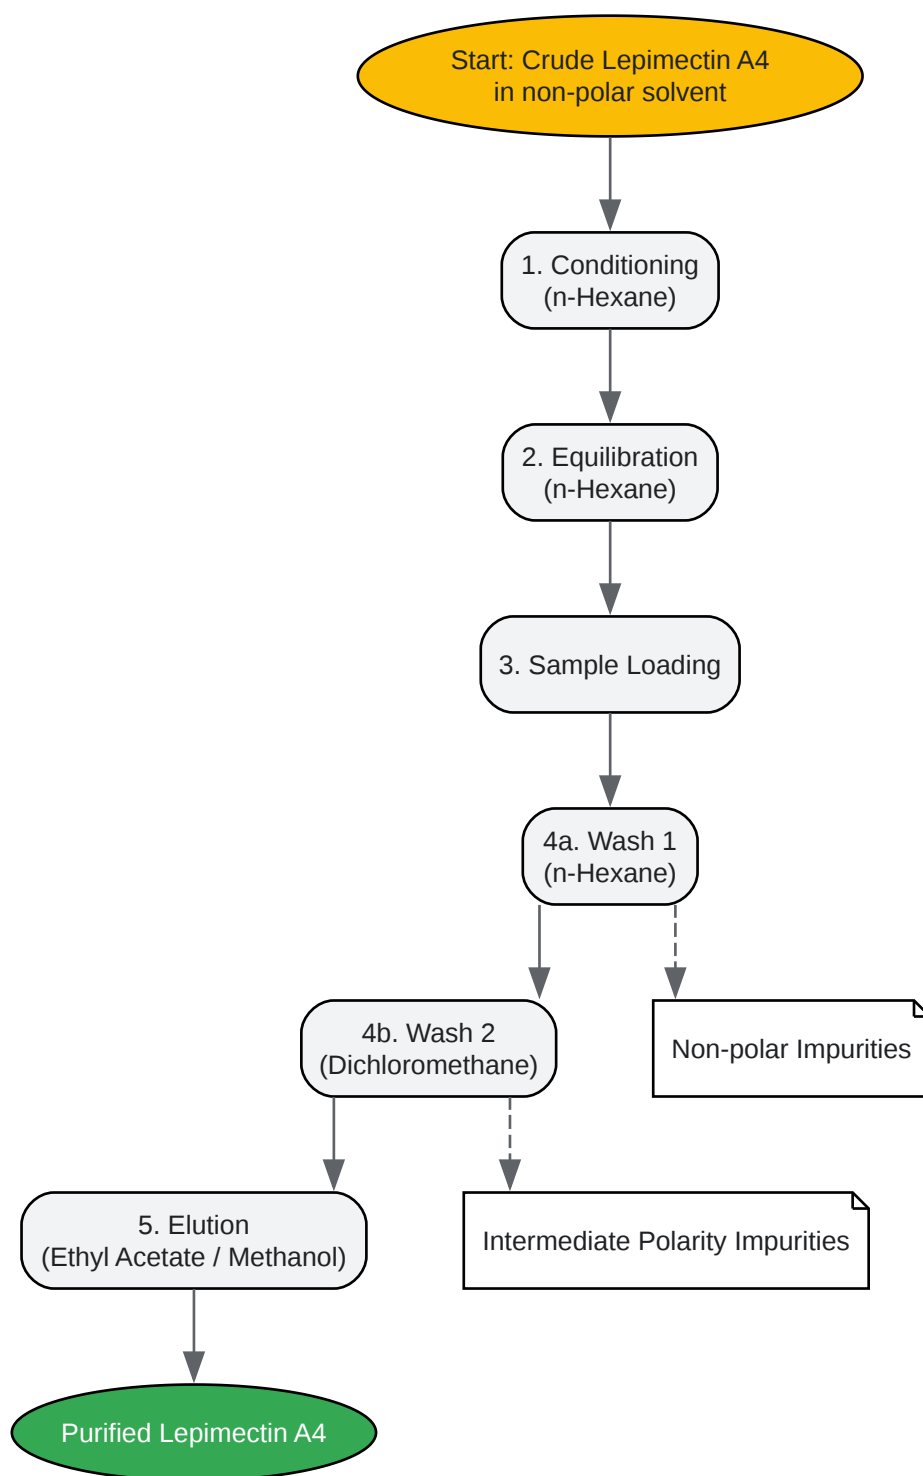 Start: Crude Lepimectin A4
in non-polar solvent
1. Conditioning
(n-Hexane)
2. Equilibration
(n-Hexane)
3. Sample Loading
4a. Wash 1
(n-Hexane)
4b. Wash 2
(Dichloromethane)
Non-polar Impurities
5. Elution
(Ethyl Acetate / Methanol)
Intermediate Polarity Impurities
Purified Lepimectin A4